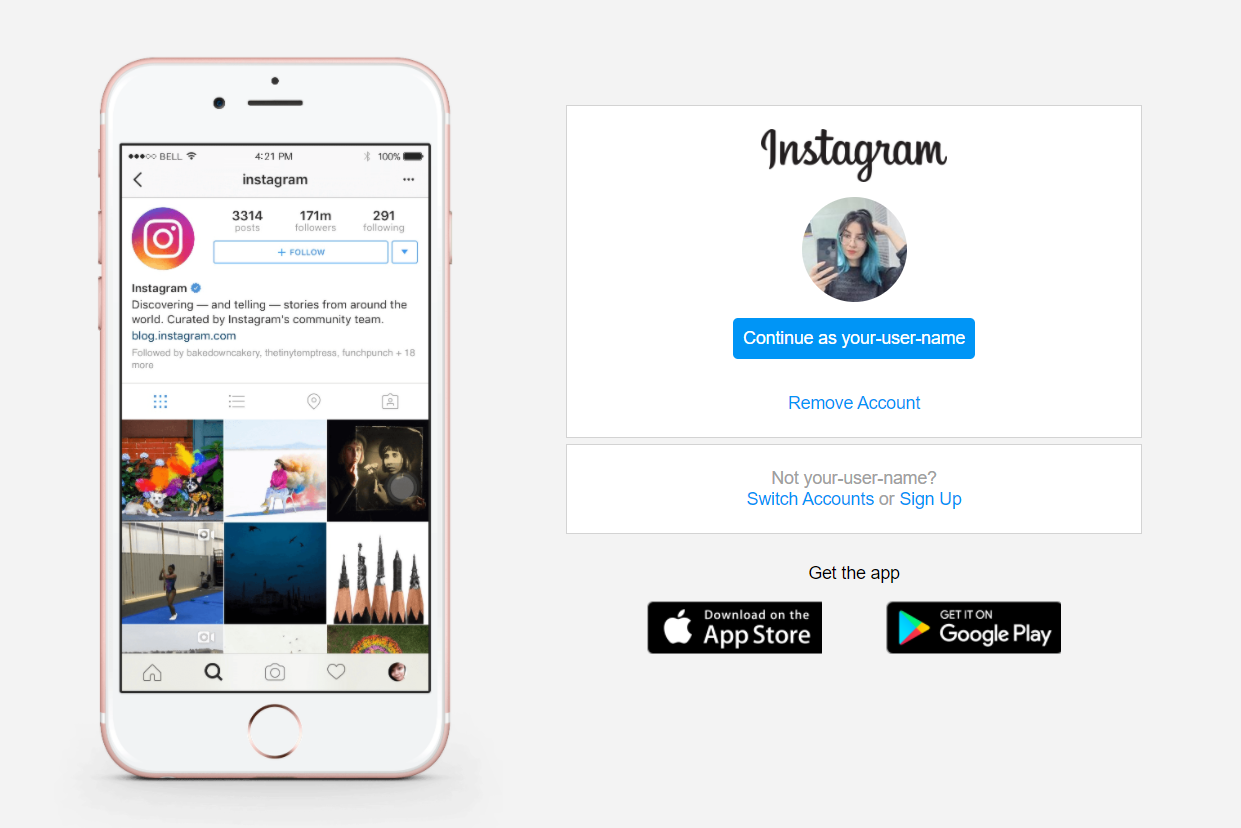 BELL 4:21 PM 100%
instagram
3314 171m 291
posts followers following
+ FOLLOW
Instagram
Discovering — and telling — stories from around the
world. Curated by Instagram's community team.
blog.instagram.com
Followed by bakedowncakery, thetinytemptress, funchpunch + 18
more
Instagram
Continue as your-user-name
Remove Account
Not your-user-name?
Switch Accounts or Sign Up
Get the app
Download on the
App Store
GET IT ON
Google Play